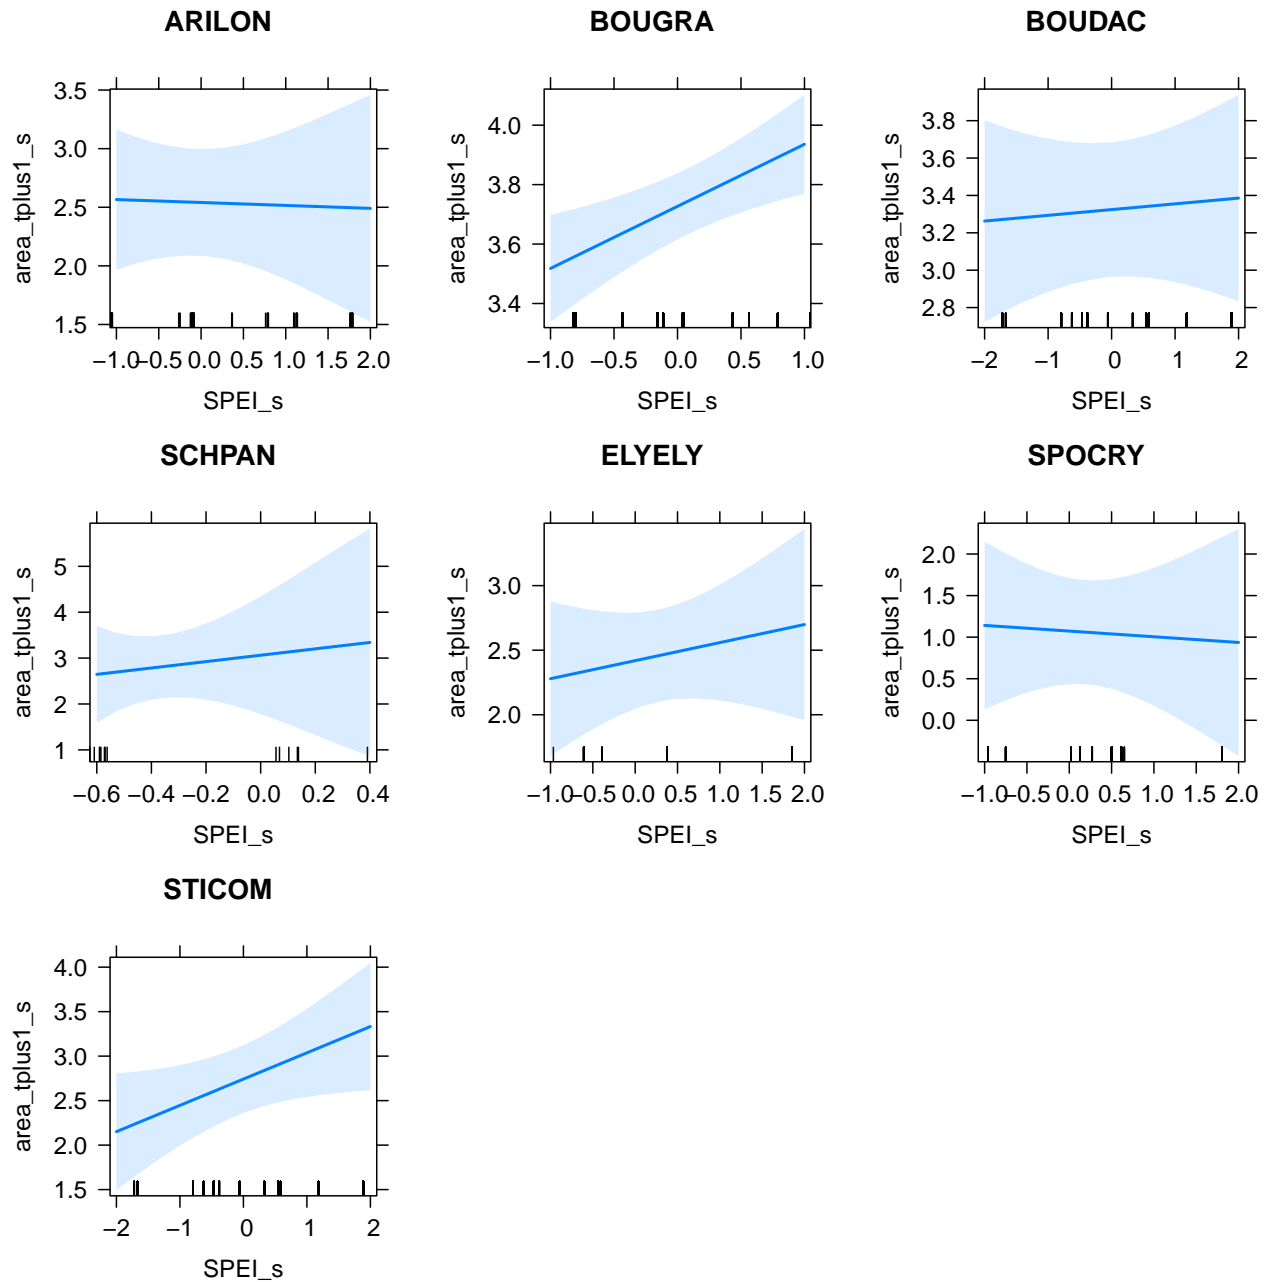 ARILON BOUGRA BOUDAC
area_tplus1_s
3.5
3.0
2.5
2.0
1.5
−1.0 −0.5 0.0 0.5 1.0 1.5 2.0
SPEI_s
area_tplus1_s
4.0
3.8
3.6
3.4
−1.0 −0.5 0.0 0.5 1.0
SPEI_s
area_tplus1_s
3.8
3.6
3.4
3.2
3.0
2.8
−2 −1 0 1 2
SPEI_s
SCHPAN ELYELY SPOCRY
area_tplus1_s
5
4
3
2
1
−0.6 −0.4 −0.2 0.0 0.2 0.4
SPEI_s
area_tplus1_s
3.0
2.5
2.0
−1.0 −0.5 0.0 0.5 1.0 1.5 2.0
SPEI_s
area_tplus1_s
2.0
1.5
1.0
0.5
0.0
−1.0 −0.5 0.0 0.5 1.0 1.5 2.0
SPEI_s
STICOM
area_tplus1_s
4.0
3.5
3.0
2.5
2.0
1.5
−2 −1 0 1 2
SPEI_s